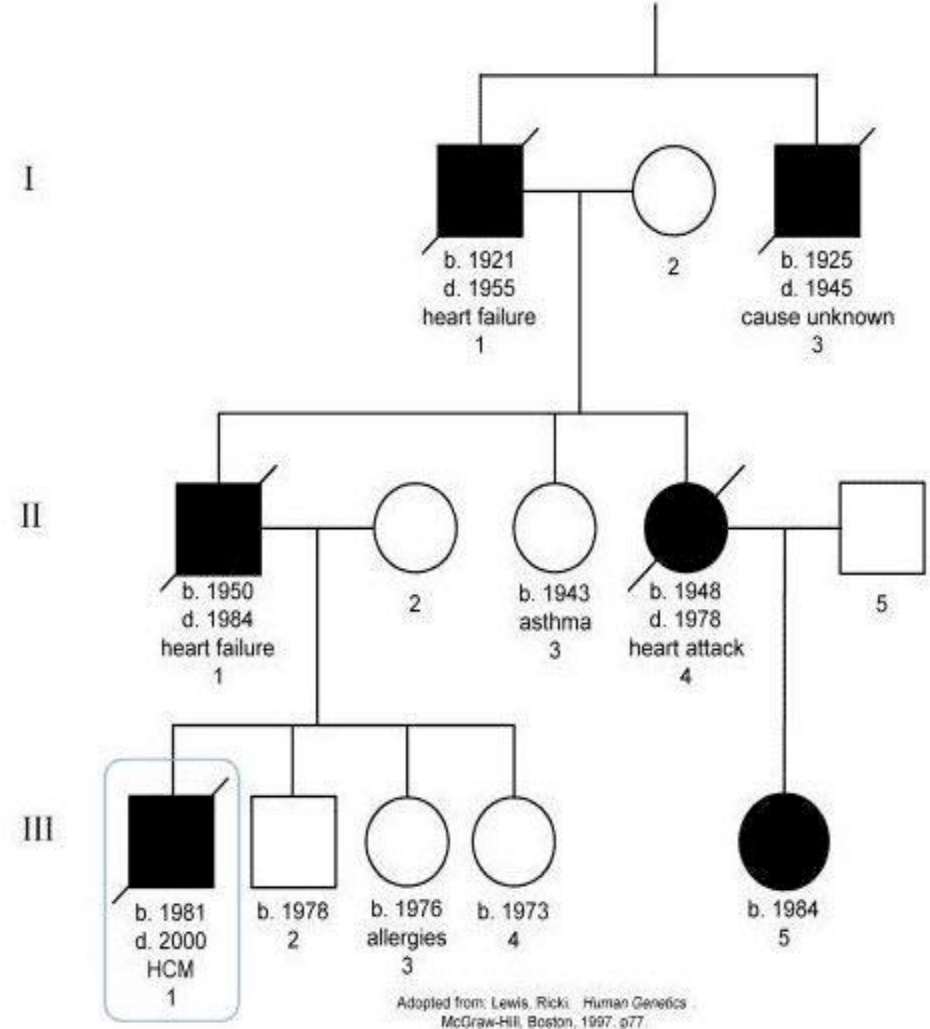 I
b. 1921
d. 1955
heart failure
1
2
b. 1925
d. 1945
cause unknown
3
II
b. 1950
d. 1984
heart failure
1
2
b. 1943
asthma
3
b. 1948
d. 1978
heart attack
4
5
III
b. 1981
d. 2000
HCM
1
b. 1978
2
b. 1976
allergies
3
b. 1973
4
b. 1984
5
Adopted from: Lewis, Ricki. Human Genetics.
McGraw-Hill, Boston, 1997, p77.